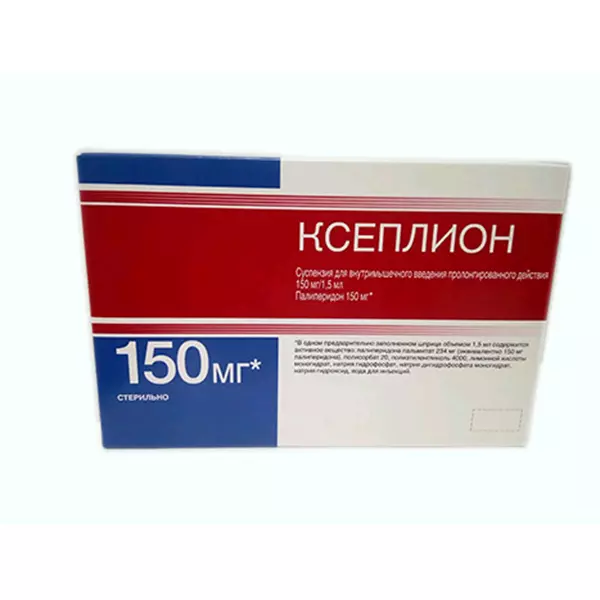 КСЕПЛИОН
Суспензия для внутримышечного введения пролонгированного действия
150 мг/1,5 мл
Палиперидон 150 мг*
150 мг*
СТЕРИЛЬНО
*В одном предварительно заполненном шприце объемом 1,5 мл содержится
активное вещество: палиперидона пальмитат 234 мг (эквивалентно 150 мг
палиперидона), полисорбат 20, полиэтиленгликоль 4000, лимонной кислоты
моногидрат, натрия гидрофосфат, натрия дигидрофосфата моногидрат,
натрия гидроксид, вода для инъекций.